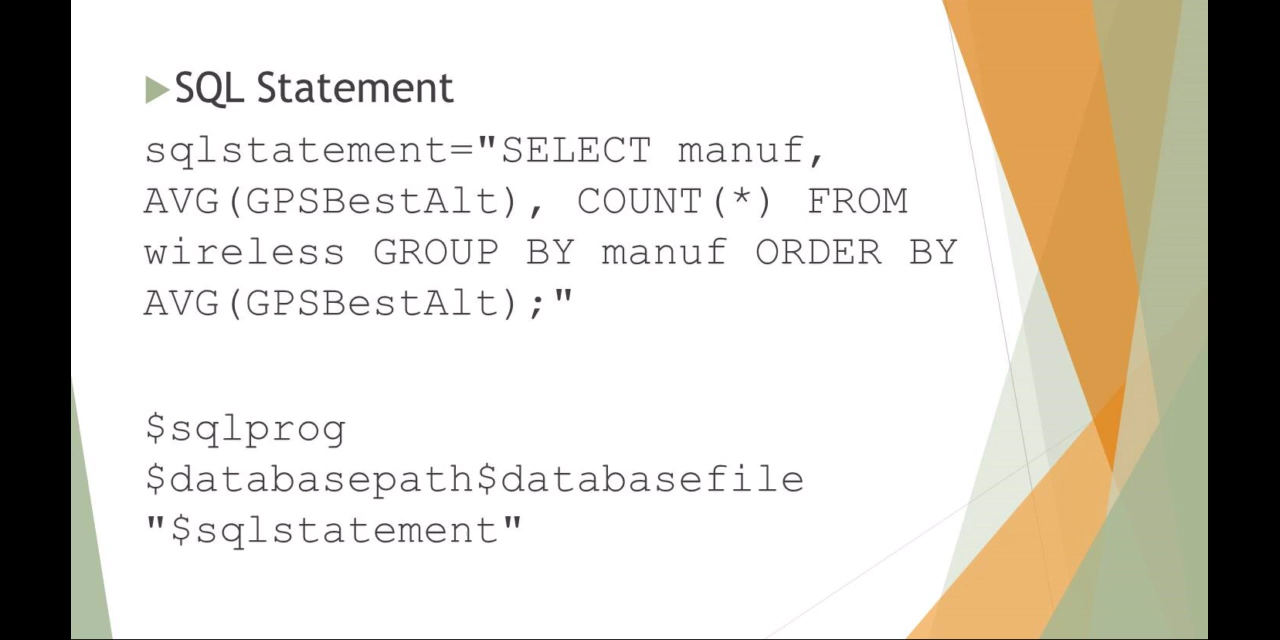 SQL Statement
sqlstatement="SELECT manuf,
AVG(GPSBestAlt), COUNT(*) FROM
wireless GROUP BY manuf ORDER BY
AVG(GPSBestAlt);"
$sqlprog
$databasepath$databasefile
"$sqlstatement"